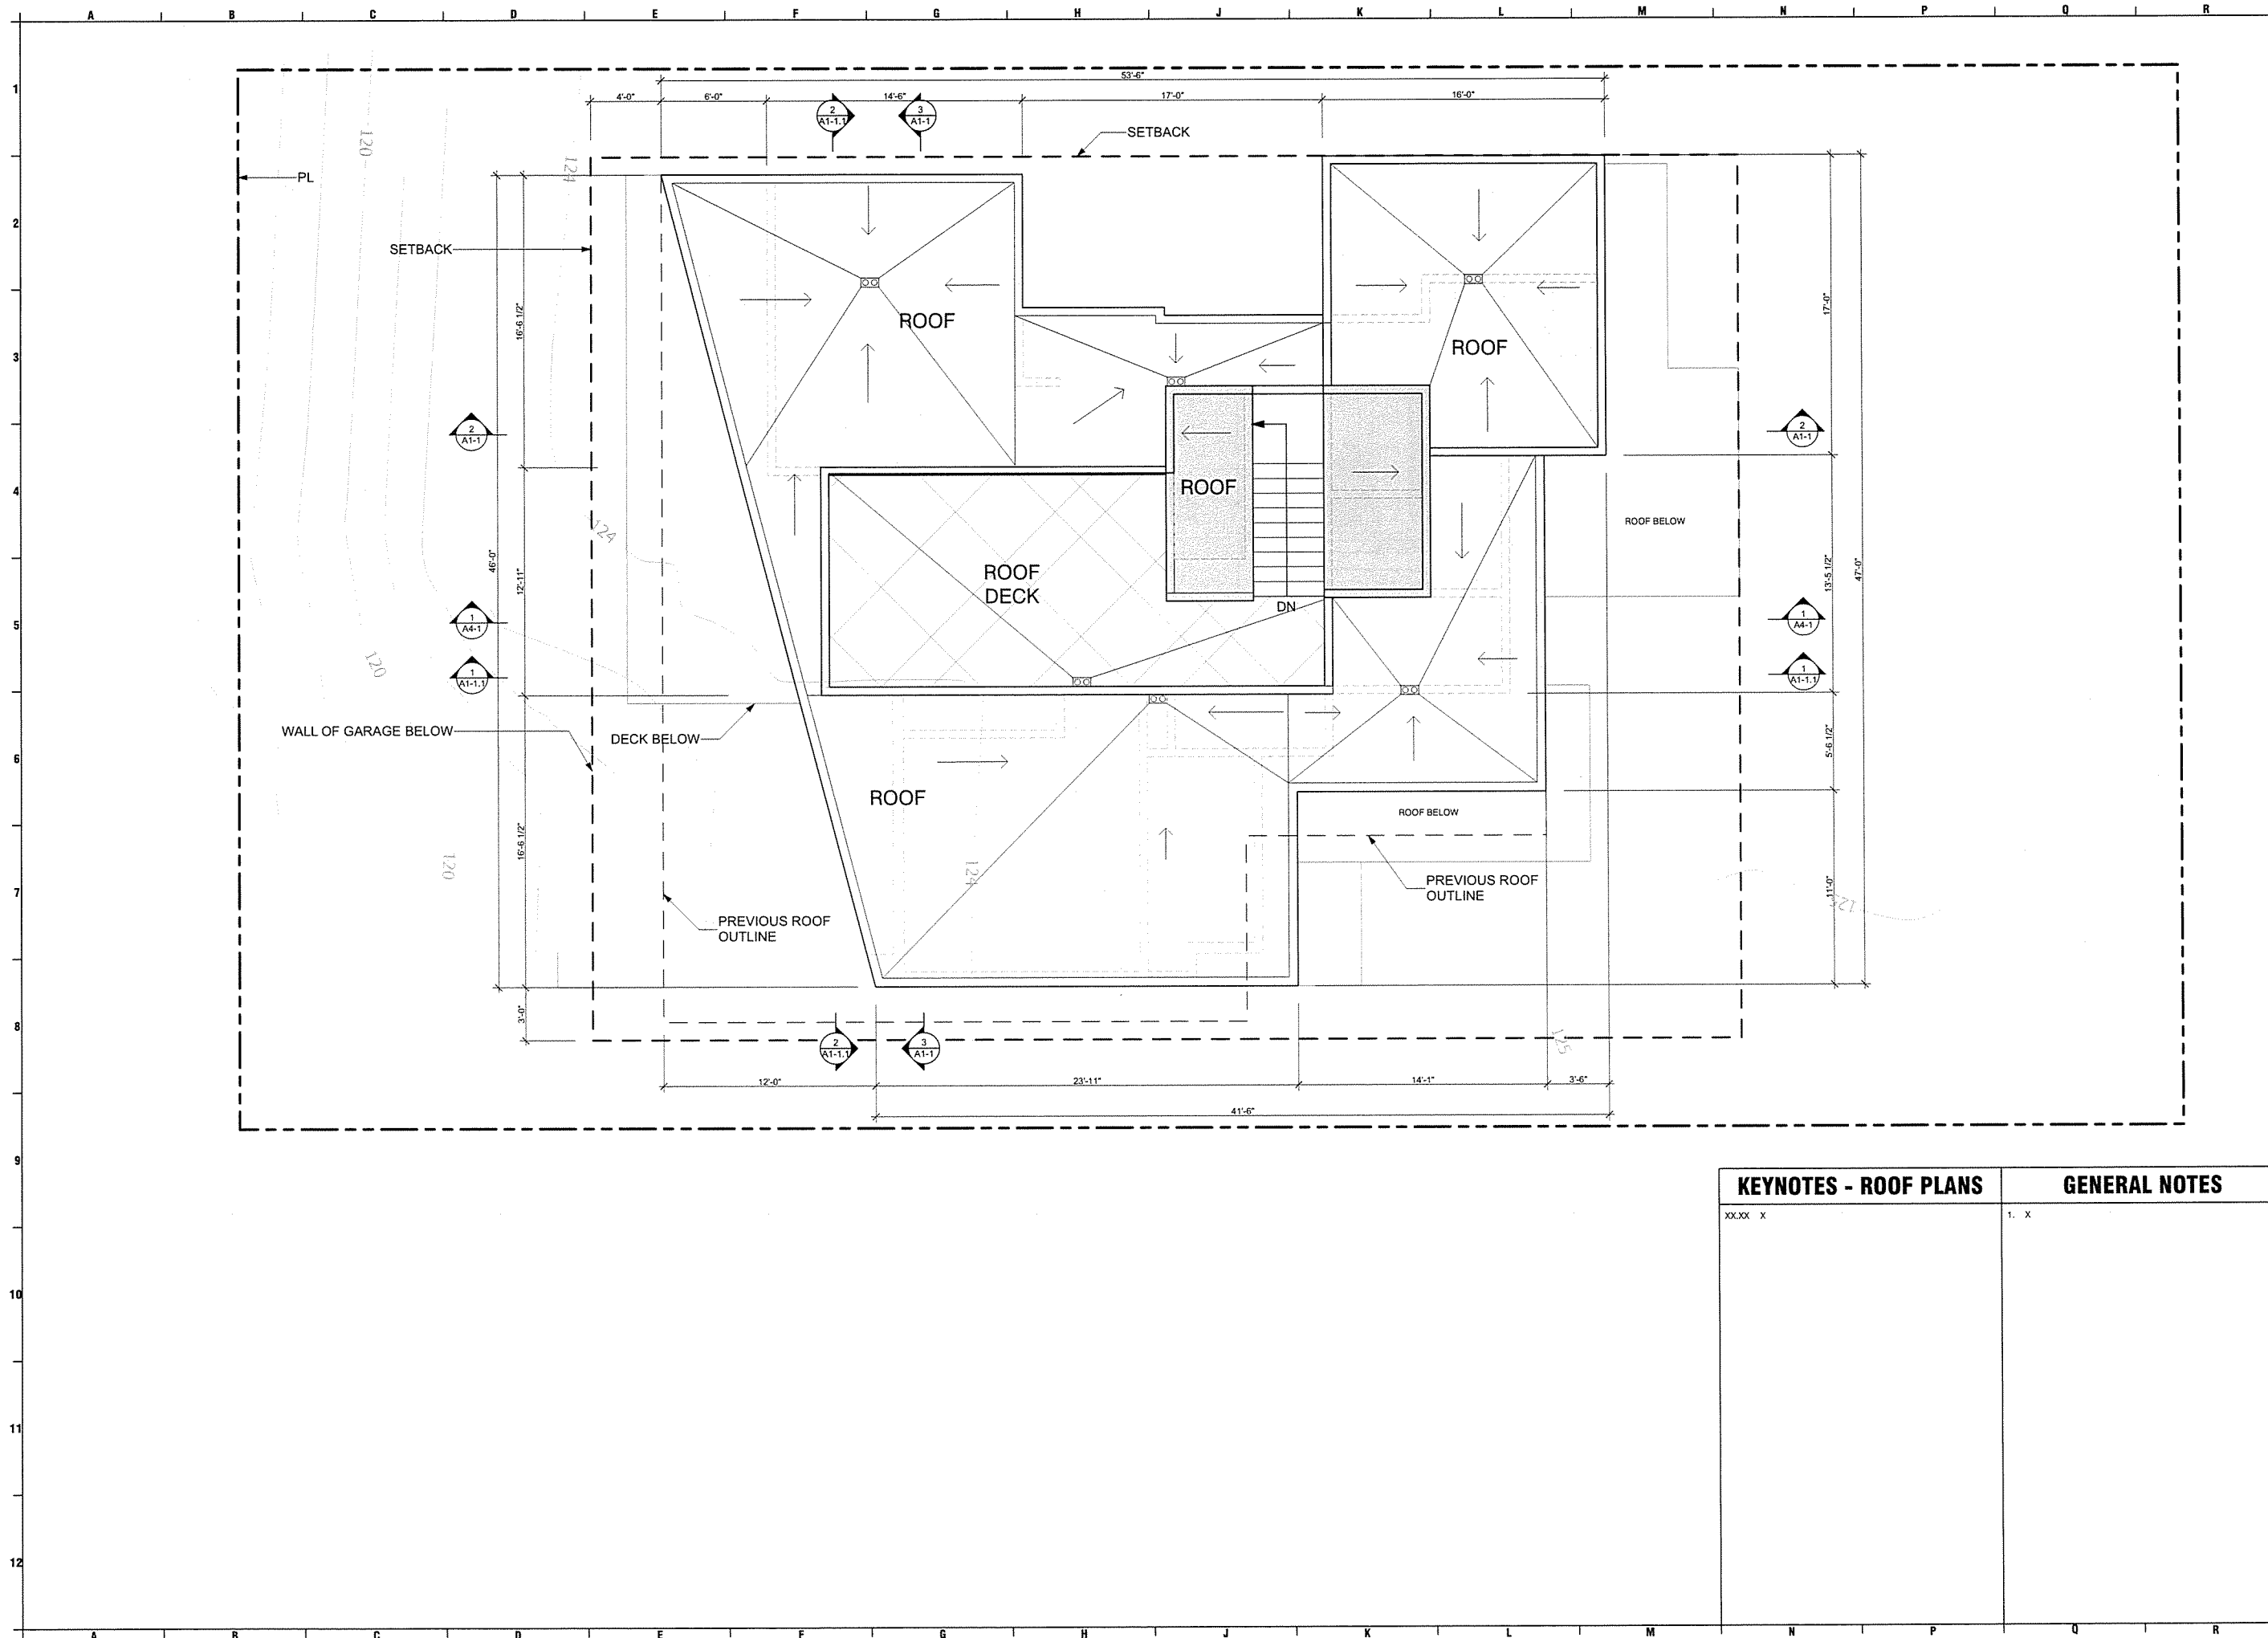 A B C D E F G H J K L M N P Q R
1
2
3
4
5
6
7
8
9
10
11
12
53'-6"
4'-0" 6'-0" 14'-6" 17'-0" 16'-0"
2
A1-1.1
3
A1-1
SETBACK
120
124
PL
SETBACK
16'-6 1/2"
17'-0"
ROOF
ROOF
2
A1-1
2
A1-1
ROOF
124
ROOF BELOW
46'-0"
12'-11"
13'-5 1/2"
47'-0"
ROOF
DECK
DN
1
A4-1
1
A4-1
120
1
A1-1.1
1
A1-1.1
WALL OF GARAGE BELOW
DECK BELOW
5'-6 1/2"
ROOF
ROOF BELOW
16'-6 1/2"
120
124
PREVIOUS ROOF
OUTLINE
11'-0"
125
PREVIOUS ROOF
OUTLINE
3'-0"
2
A1-1.1
3
A1-1
125
12'-0" 23'-11" 14'-1" 3'-6"
41'-6"
KEYNOTES - ROOF PLANS
XX.XX X
GENERAL NOTES
1. X
A B C D E F G H J K L M N P Q R